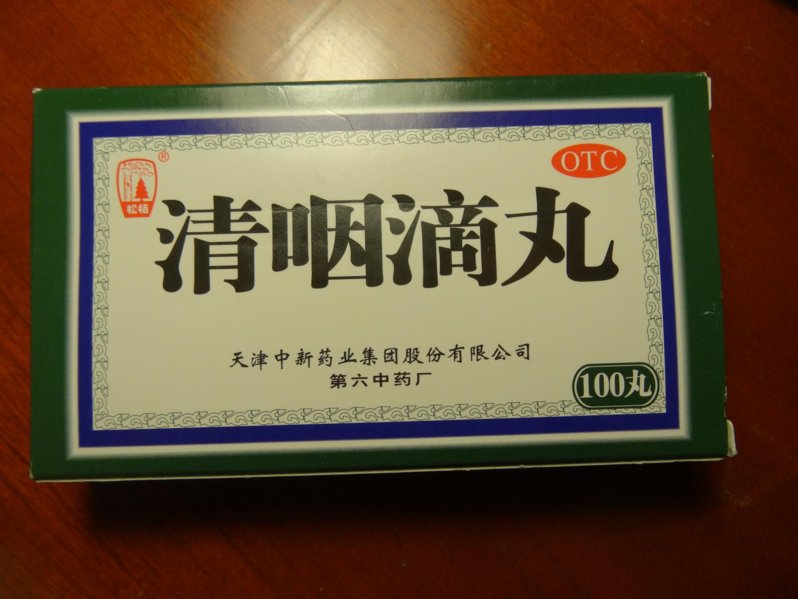 松栢
®
OTC
清咽滴丸
天津中新药业集团股份有限公司
第六中药厂
100丸